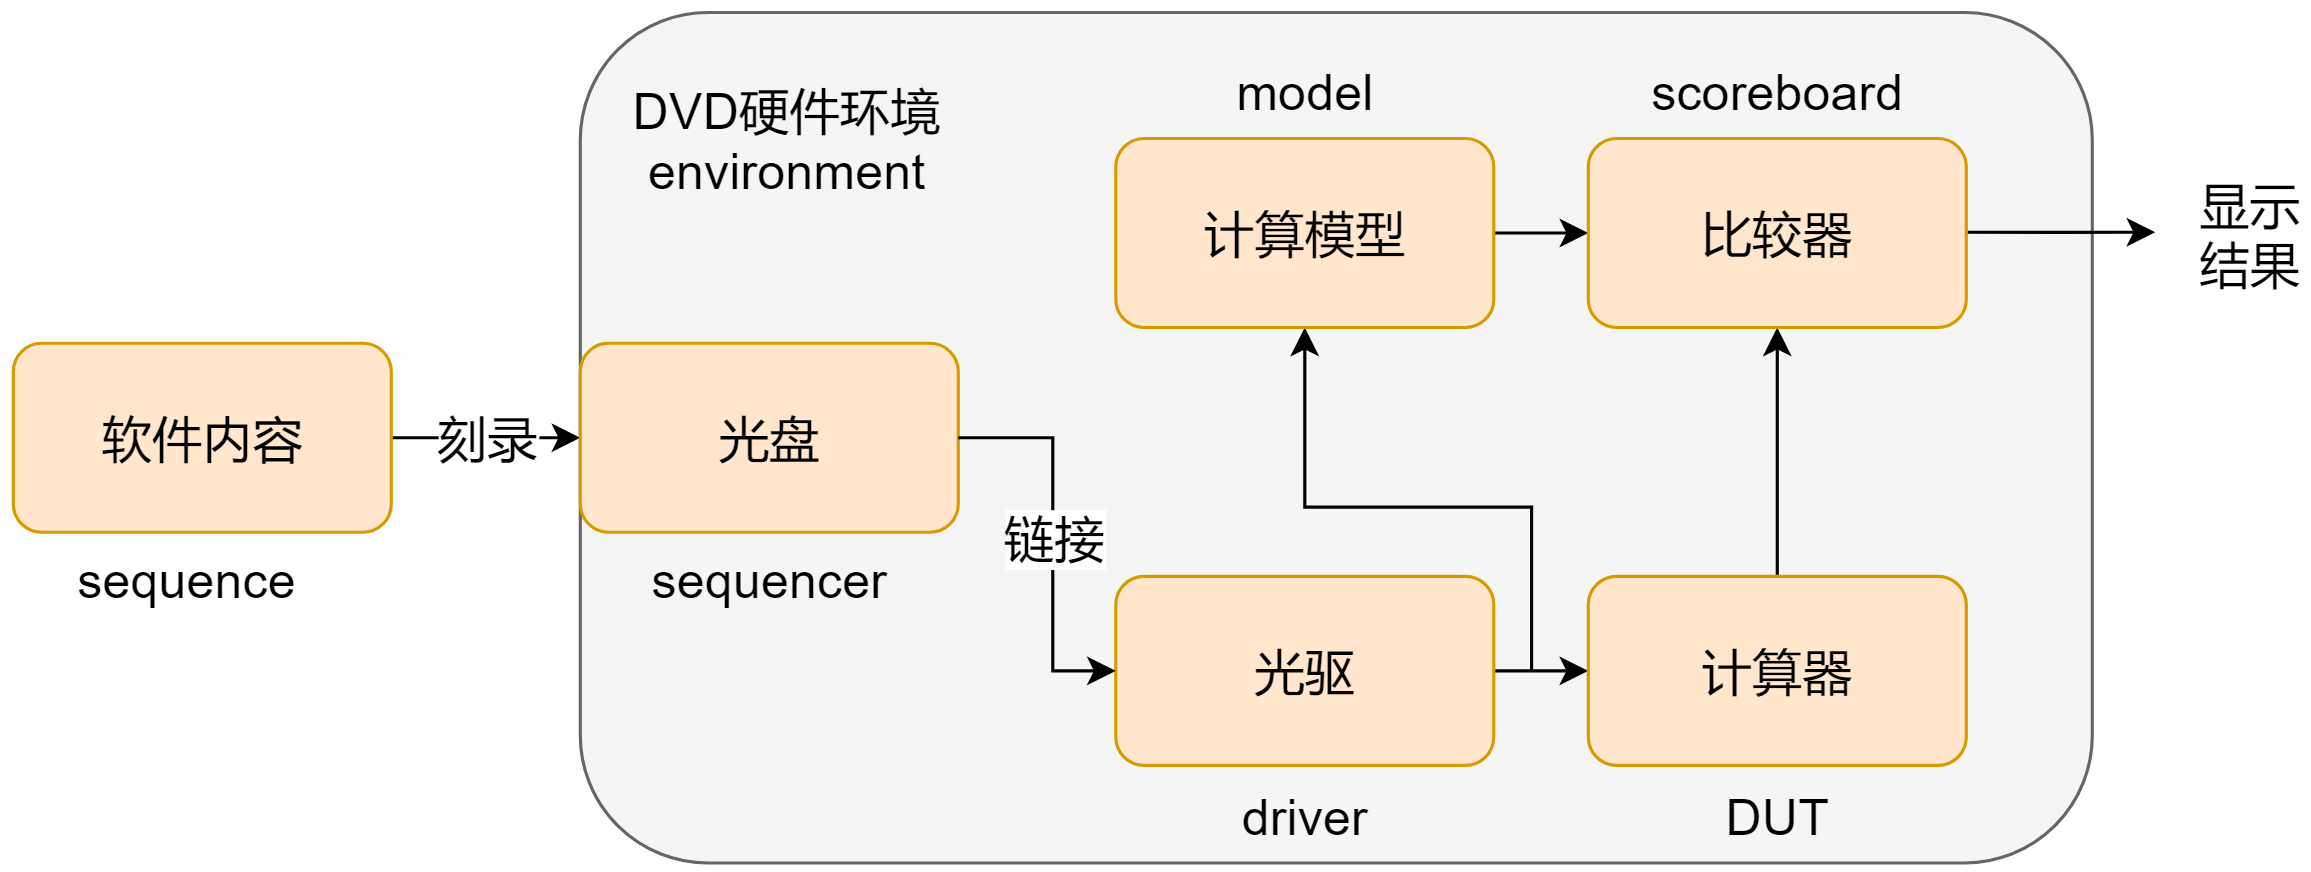 DVD硬件环境
environment
model
scoreboard
计算模型
比较器
显示
结果
软件内容
刻录
光盘
sequence
sequencer
链接
光驱
计算器
driver
DUT